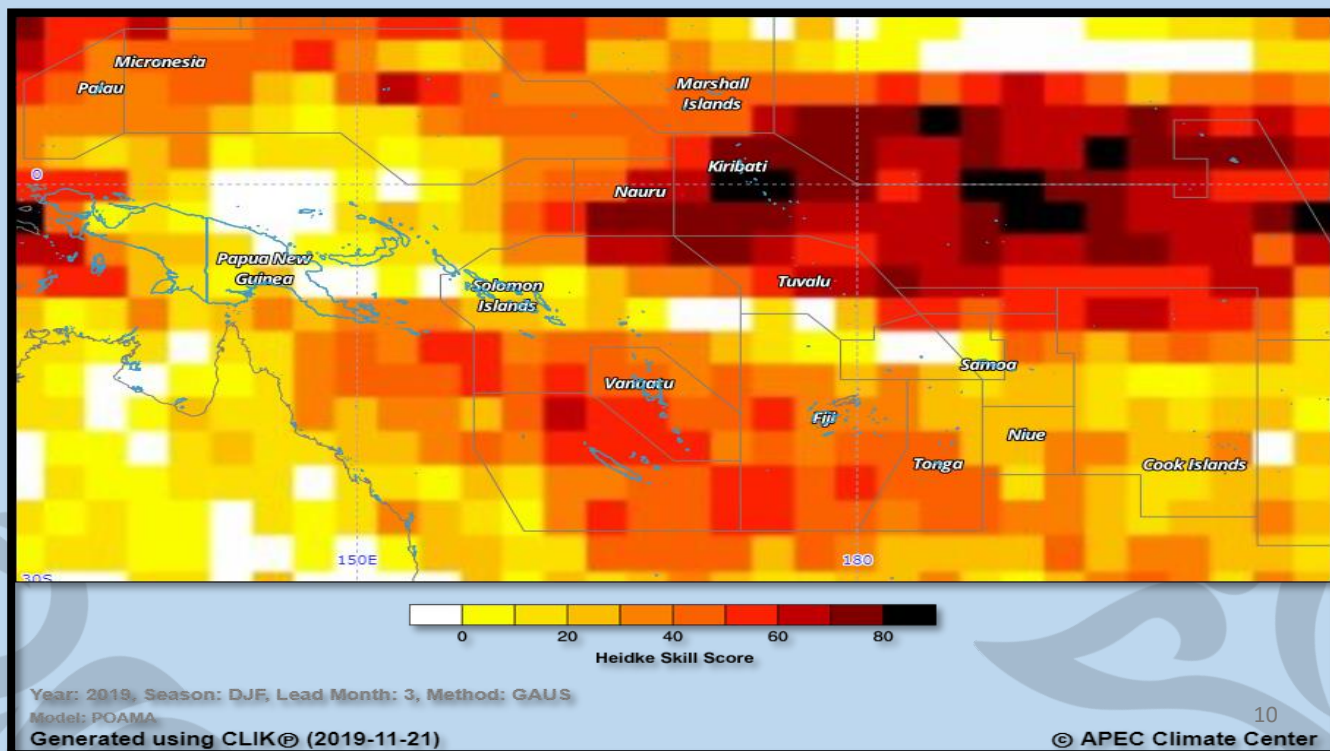 Micronesia
Palau
Marshall
Islands
Kiribati
0
Nauru
Papua New
Guinea
Solomon
Islands
Tuvalu
Samoa
Vanuatu
Fiji
Niue
Tonga
Cook Islands
150E
180
30S
0 20 40 60 80
Heidke Skill Score
Year: 2019, Season: DJF, Lead Month: 3, Method: GAUS
Model: POAMA
10
Generated using CLIK℗ (2019-11-21)
© APEC Climate Center